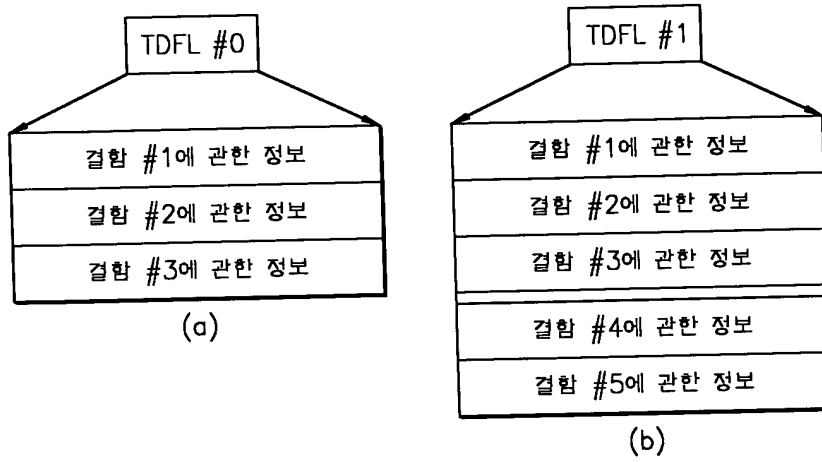 TDFL #0
결함 #1에 관한 정보
결함 #2에 관한 정보
결함 #3에 관한 정보
(a)
TDFL #1
결함 #1에 관한 정보
결함 #2에 관한 정보
결함 #3에 관한 정보
결함 #4에 관한 정보
결함 #5에 관한 정보
(b)